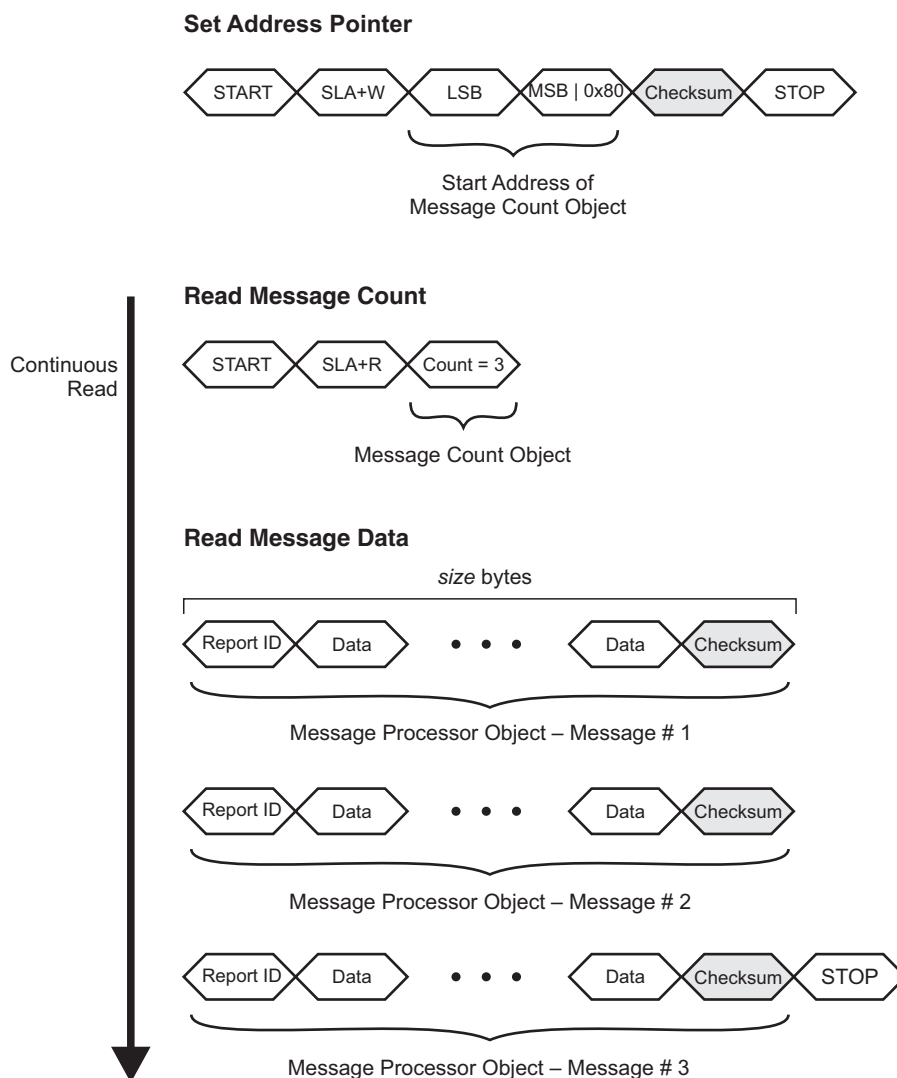 Set Address Pointer
START SLA+W LSB MSB | 0x80 Checksum STOP
Start Address of
Message Count Object
Read Message Count
Continuous
Read
START SLA+R Count = 3
Message Count Object
Read Message Data
size bytes
Report ID Data • • • Data Checksum
Message Processor Object – Message # 1
Report ID Data • • • Data Checksum
Message Processor Object – Message # 2
Report ID Data • • • Data Checksum STOP
Message Processor Object – Message # 3